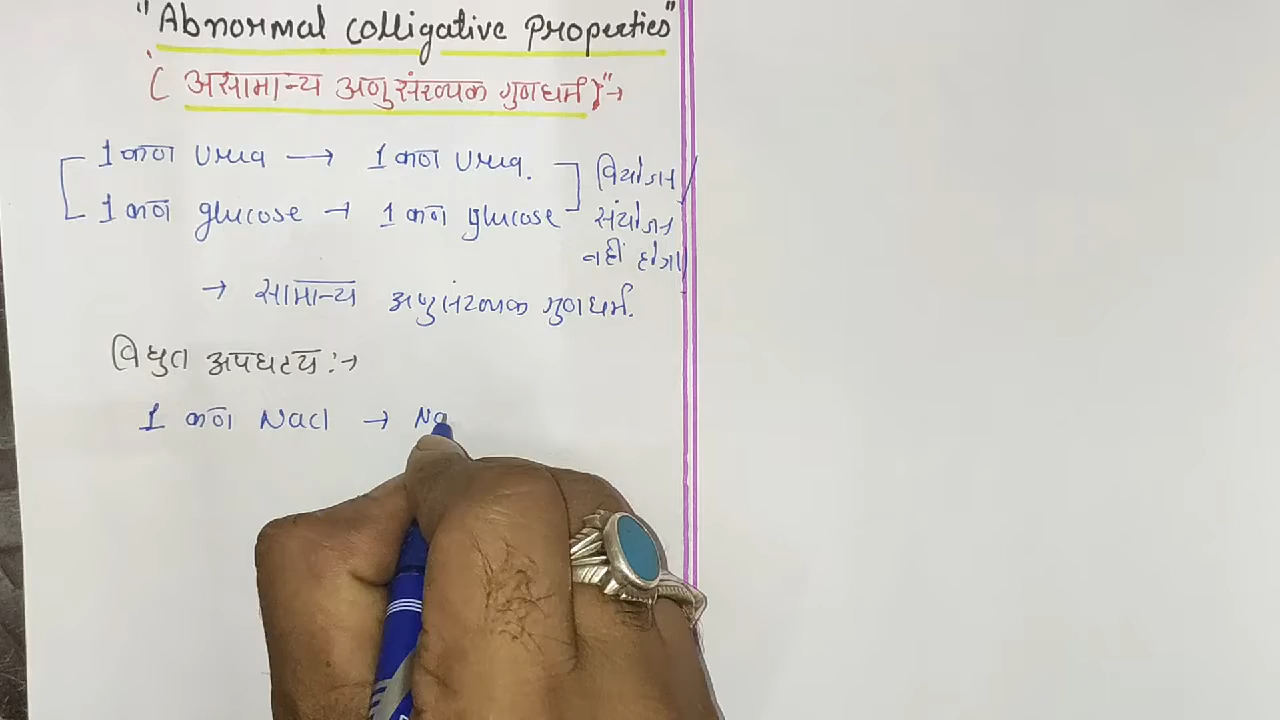 "Abnormal Colligative Properties"
( असामान्य अणुसंख्यक गुणधर्म )" →
1 कण Urea → 1 कण Urea. वियोजन /
1 कण glucose → 1 कण glucose संयोजन
नहीं होगा
→ सामान्य अणुसंख्यक गुणधर्म.
विधुत अपघटय :→
1 कण Nacl → Na